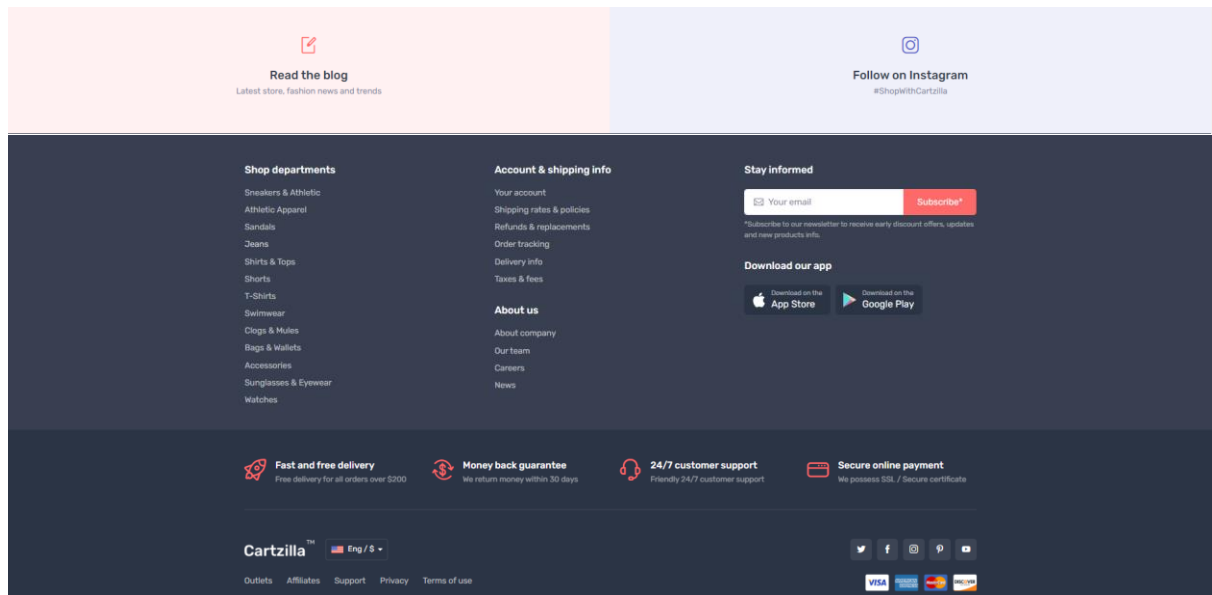 Read the blog
Latest store, fashion news and trends
Follow on Instagram
#ShopWithCartzilla
Shop departments
Sneakers & Athletic
Athletic Apparel
Sandals
Jeans
Shirts & Tops
Shorts
T-Shirts
Swimwear
Clogs & Mules
Bags & Wallets
Accessories
Sunglasses & Eyewear
Watches
Account & shipping info
Your account
Shipping rates & policies
Refunds & replacements
Order tracking
Delivery info
Taxes & fees
About us
About company
Our team
Careers
News
Stay informed
Your email
Subscribe*
*Subscribe to our newsletter to receive early discount offers, updates
and new products info.
Download our app
Download on the
App Store
Download on the
Google Play
Fast and free delivery
Free delivery for all orders over $200
Money back guarantee
We return money within 30 days
24/7 customer support
Friendly 24/7 customer support
Secure online payment
We possess SSL / Secure certificate
Cartzilla™
Eng / $
Outlets Affiliates Support Privacy Terms of use
VISA